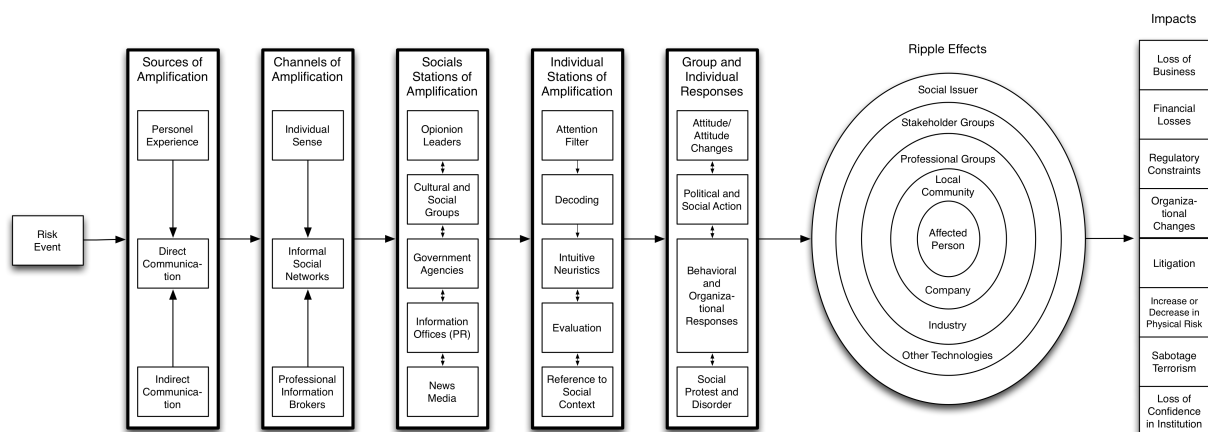 Risk
Event
Sources of
Amplification
Personel
Experience
Direct
Communica-
tion
Indirect
Communica-
tion
Channels of
Amplification
Individual
Sense
Informal
Social
Networks
Professional
Information
Brokers
Socials
Stations of
Amplification
Opionion
Leaders
Cultural and
Social
Groups
Government
Agencies
Information
Offices (PR)
News
Media
Individual
Stations of
Amplification
Attention
Filter
Decoding
Intuitive
Neuristics
Evaluation
Reference to
Social
Context
Group and
Individual
Responses
Attitude/
Attitude
Changes
Political and
Social Action
Behavioral
and
Organiza-
tional
Responses
Social
Protest and
Disorder
Ripple Effects
Social Issuer
Stakeholder Groups
Professional Groups
Local
Community
Affected
Person
Company
Industry
Other Technologies
Impacts
Loss of
Business
Financial
Losses
Regulatory
Constraints
Organiza-
tional
Changes
Litigation
Increase or
Decrease in
Physical Risk
Sabotage
Terrorism
Loss of
Confidence
in Institution